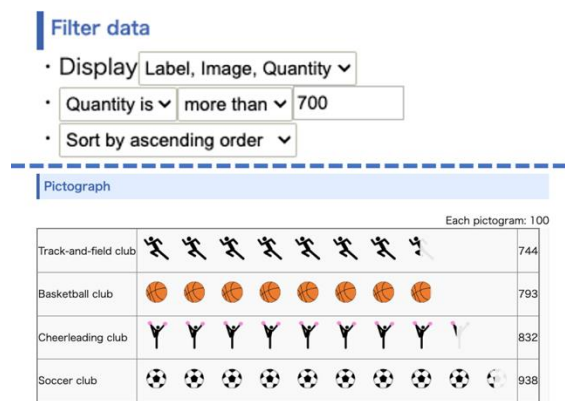 Filter data
・Display Label, Image, Quantity
・Quantity is more than 700
・Sort by ascending order
Pictograph
Each pictogram: 100
Track-and-field club 744
Basketball club 793
Cheerleading club 832
Soccer club 938